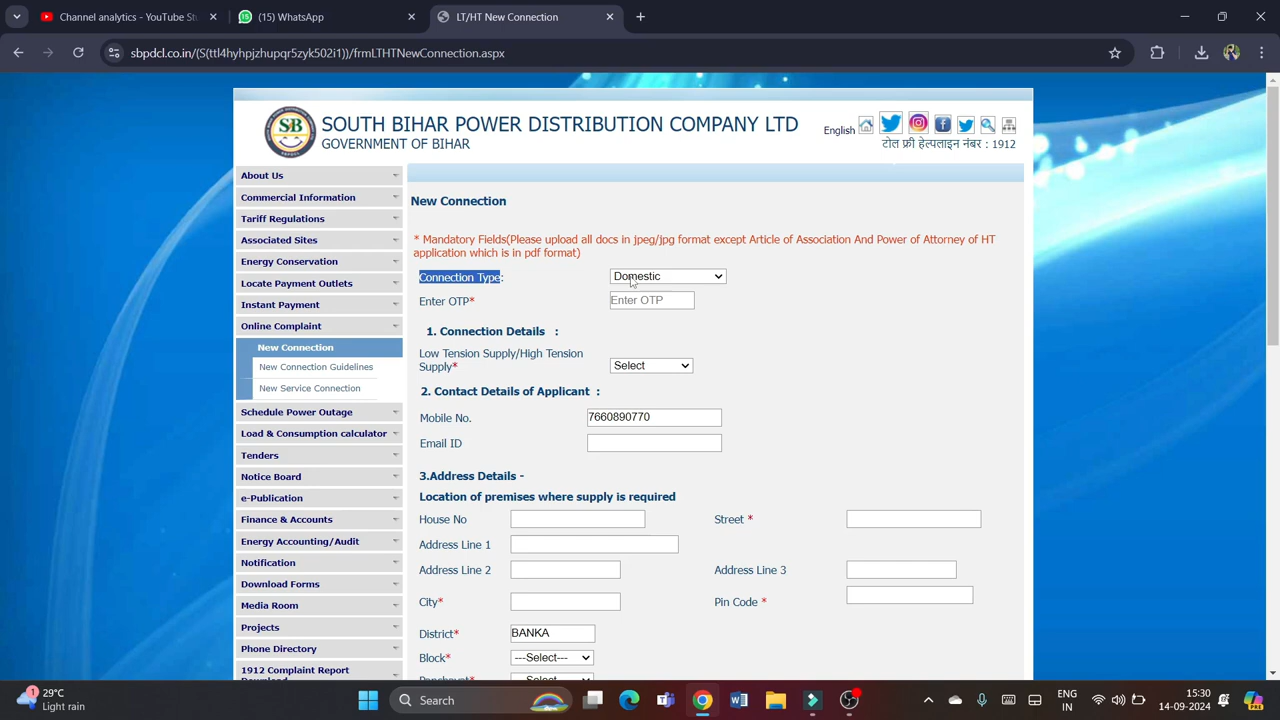 Channel analytics - YouTube St
(15) WhatsApp
LT/HT New Connection
sbpdcl.co.in/(S(ttl4hyhpjzhupqrrszyk502i1))/frmLTHTNewConnection.aspx
SOUTH BIHAR POWER DISTRIBUTION COMPANY LTD
GOVERNMENT OF BIHAR
English
टोल फ्री हेल्पलाइन नंबर : 1912
About Us
Commercial Information
Tariff Regulations
Associated Sites
Energy Conservation
Locate Payment Outlets
Instant Payment
Online Complaint
New Connection
New Connection Guidelines
New Service Connection
Schedule Power Outage
Load & Consumption calculator
Tenders
Notice Board
e-Publication
Finance & Accounts
Energy Accounting/Audit
Notification
Download Forms
Media Room
Projects
Phone Directory
1912 Complaint Report
New Connection
* Mandatory Fields(Please upload all docs in jpeg/jpg format except Article of Association And Power of Attorney of HT
application which is in pdf format)
Connection Type: Domestic
Enter OTP* Enter OTP
1. Connection Details :
Low Tension Supply/High Tension
Supply* Select
2. Contact Details of Applicant :
Mobile No. 7660890770
Email ID
3.Address Details -
Location of premises where supply is required
House No Street *
Address Line 1
Address Line 2 Address Line 3
City* Pin Code *
District* BANKA
Block* ---Select---
1
29°C
Light rain
Search
ENG
IN
15:30
14-09-2024